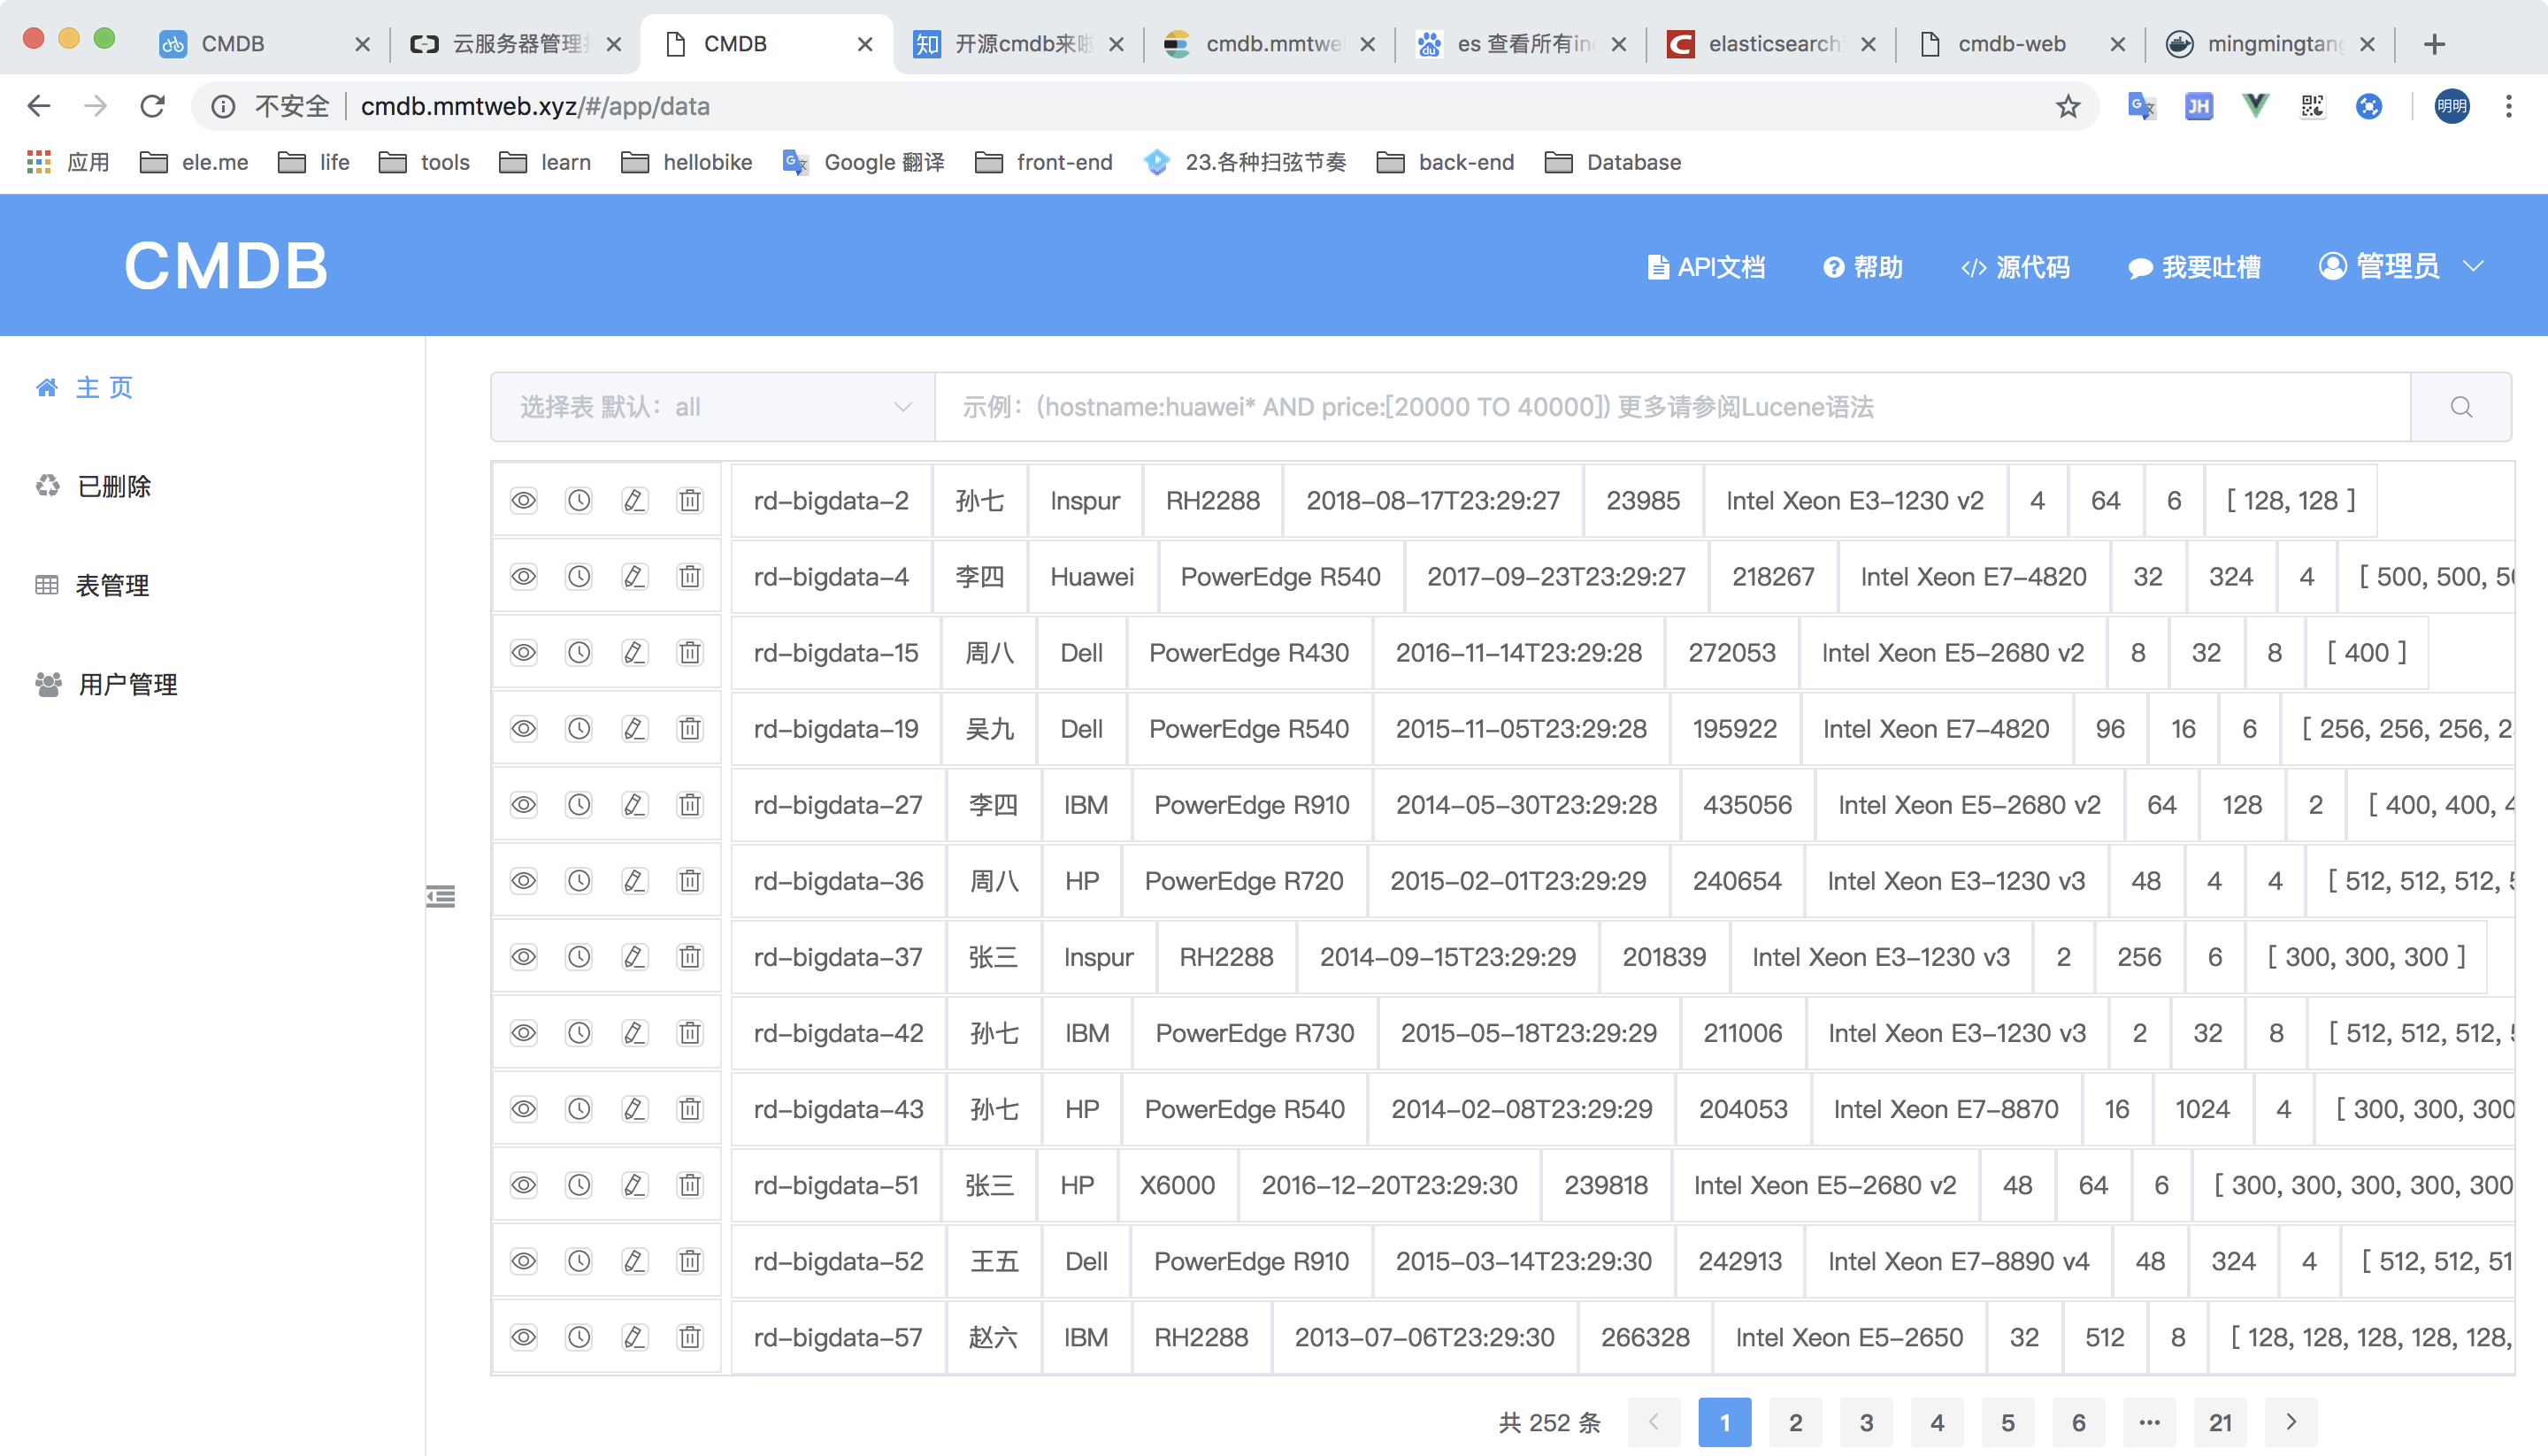 CMDB 云服务器管理 CMDB 开源cmdb来啦 cmdb.mmtwe es 查看所有in elasticsearch cmdb-web mingmingtang
不安全 cmdb.mmtweb.xyz/#/app/data JH 明明
应用 ele.me life tools learn hellobike Google 翻译 front-end 23.各种扫弦节奏 back-end Database
CMDB API文档 帮助 源代码 我要吐槽 管理员
主 页
已删除
表管理
用户管理
选择表 默认：all 示例：(hostname:huawei* AND price:[20000 TO 40000]) 更多请参阅Lucene语法
rd-bigdata-2 孙七 Inspur RH2288 2018-08-17T23:29:27 23985 Intel Xeon E3-1230 v2 4 64 6 [ 128, 128 ]
rd-bigdata-4 李四 Huawei PowerEdge R540 2017-09-23T23:29:27 218267 Intel Xeon E7-4820 32 324 4 [ 500, 500, 50
rd-bigdata-15 周八 Dell PowerEdge R430 2016-11-14T23:29:28 272053 Intel Xeon E5-2680 v2 8 32 8 [ 400 ]
rd-bigdata-19 吴九 Dell PowerEdge R540 2015-11-05T23:29:28 195922 Intel Xeon E7-4820 96 16 6 [ 256, 256, 256, 2
rd-bigdata-27 李四 IBM PowerEdge R910 2014-05-30T23:29:28 435056 Intel Xeon E5-2680 v2 64 128 2 [ 400, 400, 4
rd-bigdata-36 周八 HP PowerEdge R720 2015-02-01T23:29:29 240654 Intel Xeon E3-1230 v3 48 4 4 [ 512, 512, 512, 5
rd-bigdata-37 张三 Inspur RH2288 2014-09-15T23:29:29 201839 Intel Xeon E3-1230 v3 2 256 6 [ 300, 300, 300 ]
rd-bigdata-42 孙七 IBM PowerEdge R730 2015-05-18T23:29:29 211006 Intel Xeon E3-1230 v3 2 32 8 [ 512, 512, 512, 5
rd-bigdata-43 孙七 HP PowerEdge R540 2014-02-08T23:29:29 204053 Intel Xeon E7-8870 16 1024 4 [ 300, 300, 300
rd-bigdata-51 张三 HP X6000 2016-12-20T23:29:30 239818 Intel Xeon E5-2680 v2 48 64 6 [ 300, 300, 300, 300, 300
rd-bigdata-52 王五 Dell PowerEdge R910 2015-03-14T23:29:30 242913 Intel Xeon E7-8890 v4 48 324 4 [ 512, 512, 51
rd-bigdata-57 赵六 IBM RH2288 2013-07-06T23:29:30 266328 Intel Xeon E5-2650 32 512 8 [ 128, 128, 128, 128, 128,
共 252 条 1 2 3 4 5 6 ••• 21